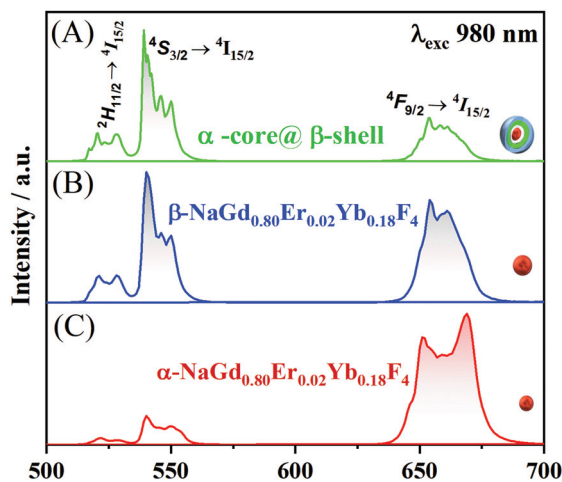 (A)
λexc 980 nm
²H₁₁/₂→⁴I₁₅/₂
⁴S₃/₂→⁴I₁₅/₂
⁴F₉/₂→⁴I₁₅/₂
α -core@ β-shell
(B)
β-NaGd₀.₈₀Er₀.₀₂Yb₀.₁₈F₄
(C)
α-NaGd₀.₈₀Er₀.₀₂Yb₀.₁₈F₄
Intensity / a.u.
500 550 600 650 700